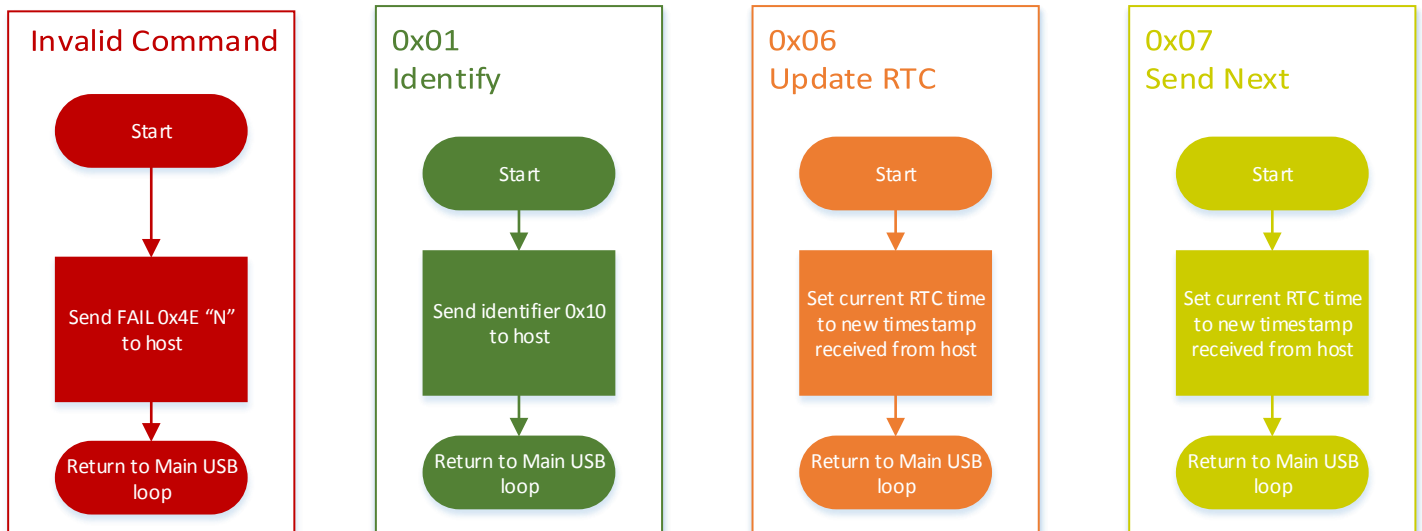 Invalid Command
Start
Send FAIL 0x4E “N”
to host
Return to Main USB
loop
0x01
Identify
Start
Send identifier 0x10
to host
Return to Main USB
loop
0x06
Update RTC
Start
Set current RTC time
to new timestamp
received from host
Return to Main USB
loop
0x07
Send Next
Start
Set current RTC time
to new timestamp
received from host
Return to Main USB
loop